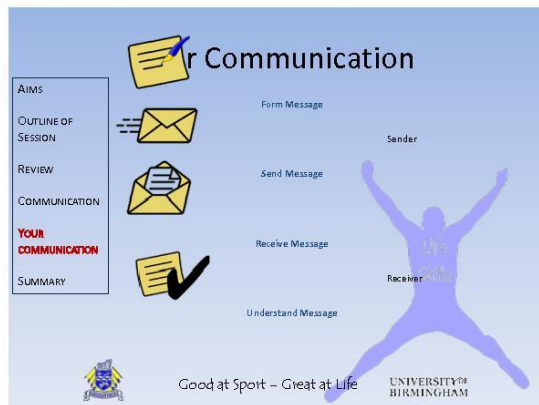 r Communication
AIMS
OUTLINE OF
SESSION
REVIEW
COMMUNICATION
YOUR
COMMUNICATION
SUMMARY
Form Message
Sender
Send Message
Receive Message
Receiver
Understand Message
Good at Sport – Great at Life
UNIVERSITY OF
BIRMINGHAM